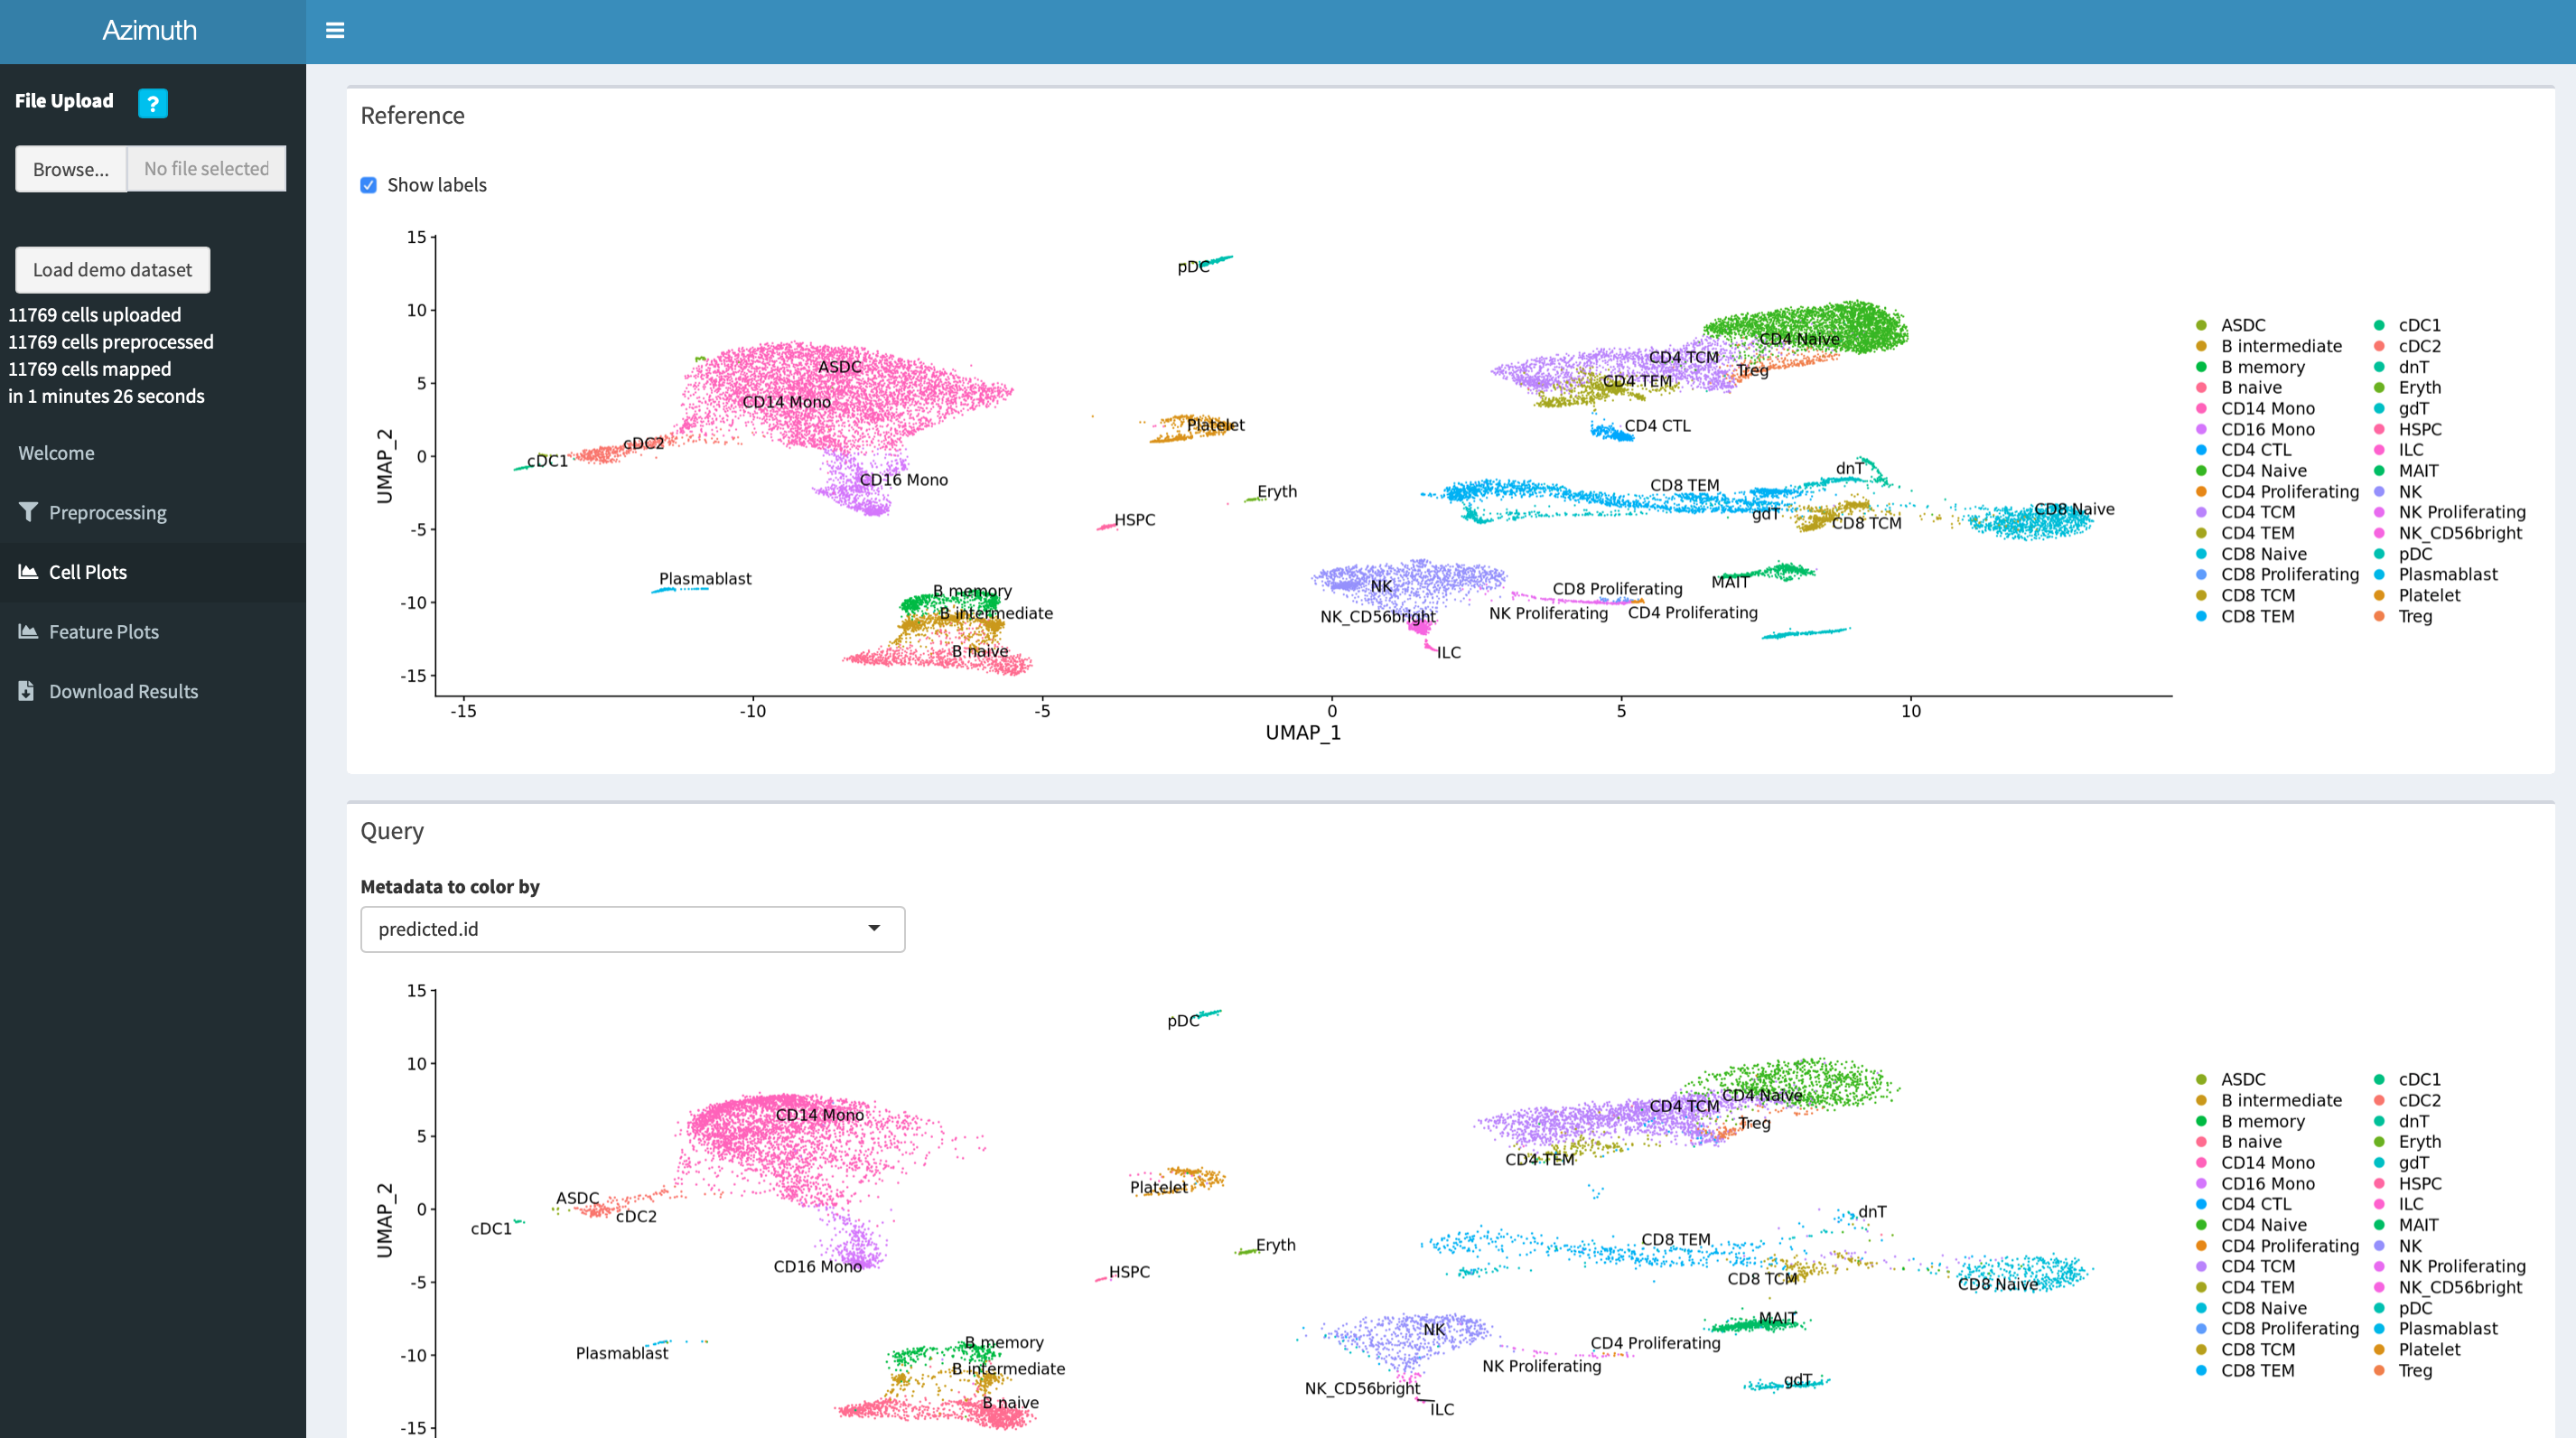 Azimuth
File Upload
?
Browse...
No file selected
Load demo dataset
11769 cells uploaded
11769 cells preprocessed
11769 cells mapped
in 1 minutes 26 seconds
Welcome
Preprocessing
Cell Plots
Feature Plots
Download Results
Reference
Show labels
15
10
5
0
-5
-10
-15
UMAP_2
pDC
CD4 Naive
CD4 TCM
Treg
ASDC
CD4 TEM
CD14 Mono
Platelet
CD4 CTL
cDC2
cDC1
dnT
CD16 Mono
CD8 TEM
Eryth
CD8 Naive
gdT
HSPC
CD8 TCM
Plasmablast
MAIT
NK
CD8 Proliferating
B memory
B intermediate
NK_CD56bright
NK Proliferating
CD4 Proliferating
B naive
ILC
-15
-10
-5
0
5
10
UMAP_1
ASDC
B intermediate
B memory
B naive
CD14 Mono
CD16 Mono
CD4 CTL
CD4 Naive
CD4 Proliferating
CD4 TCM
CD4 TEM
CD8 Naive
CD8 Proliferating
CD8 TCM
CD8 TEM
cDC1
cDC2
dnT
Eryth
gdT
HSPC
ILC
MAIT
NK
NK Proliferating
NK_CD56bright
pDC
Plasmablast
Platelet
Treg
Query
Metadata to color by
predicted.id
15
10
5
0
-5
-10
-15
UMAP_2
pDC
CD4 Naive
CD4 TCM
CD14 Mono
Treg
CD4 TEM
Platelet
ASDC
cDC2
cDC1
dnT
CD8 TEM
Eryth
CD16 Mono
HSPC
CD8 TCM
CD8 Naive
MAIT
NK
B memory
CD4 Proliferating
Plasmablast
NK Proliferating
B intermediate
gdT
NK_CD56bright
B naive
ILC
ASDC
B intermediate
B memory
B naive
CD14 Mono
CD16 Mono
CD4 CTL
CD4 Naive
CD4 Proliferating
CD4 TCM
CD4 TEM
CD8 Naive
CD8 Proliferating
CD8 TCM
CD8 TEM
cDC1
cDC2
dnT
Eryth
gdT
HSPC
ILC
MAIT
NK
NK Proliferating
NK_CD56bright
pDC
Plasmablast
Platelet
Treg